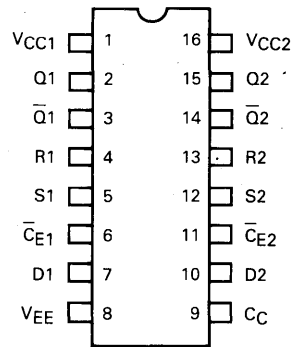 VCC1 1 16 VCC2
Q1 2 15 Q2
Q̅1 3 14 Q̅2
R1 4 13 R2
S1 5 12 S2
C̅E1 6 11 C̅E2
D1 7 10 D2
VEE 8 9 CC